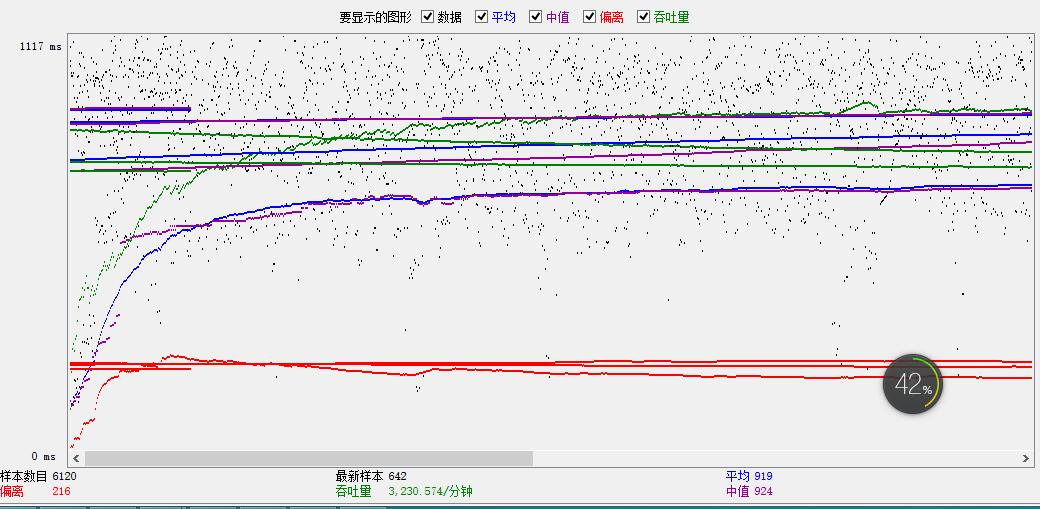 要显示的图形 数据 平均 中值 偏离 吞吐量
1117 ms
42%
0 ms
样本数目 6120 最新样本 642 平均 919
偏离 216 吞吐量 3,230.574/分钟 中值 924